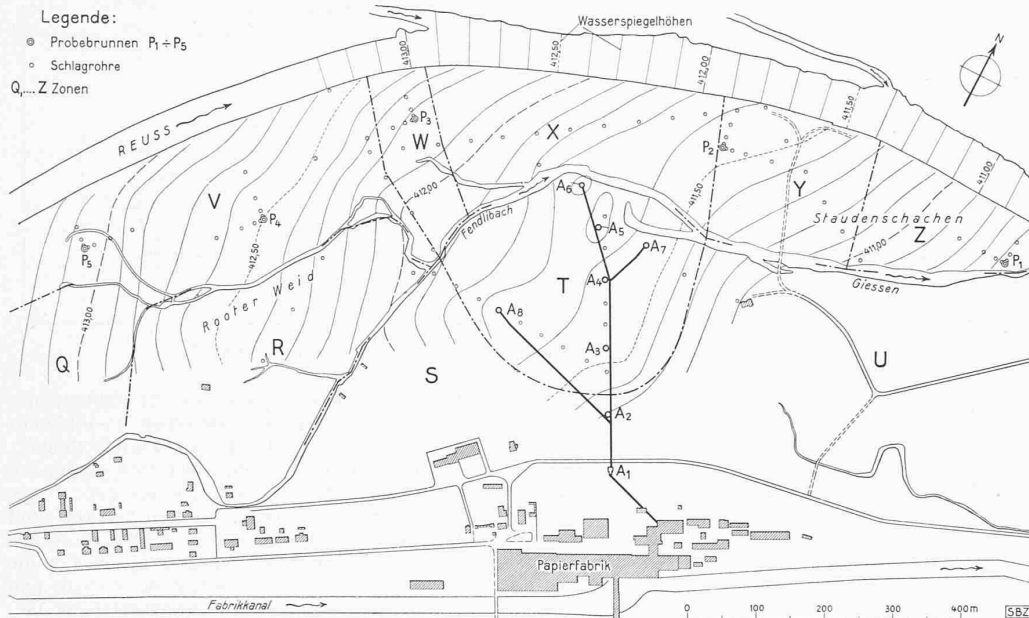 Legende:
Probebrunnen P₁÷P₅
Schlagrohre
Q,....Z Zonen
Wasserspiegelhöhen
N
REUSS
413,00
412,50
412,00
411,50
411,00
P₃
W
X
P₂
Y
V
P₄
P₅
412,00
Fendlibach
A₆
A₅
A₇
411,50
Staudenschachen
Z
P₁
412,50
413,00
Rooter Weid
T
A₄
A₈
A₃
411,00
Giessen
Q
R
S
U
A₂
A₁
Papierfabrik
Fabrikkanal
0 100 200 300 400 m
SBZ